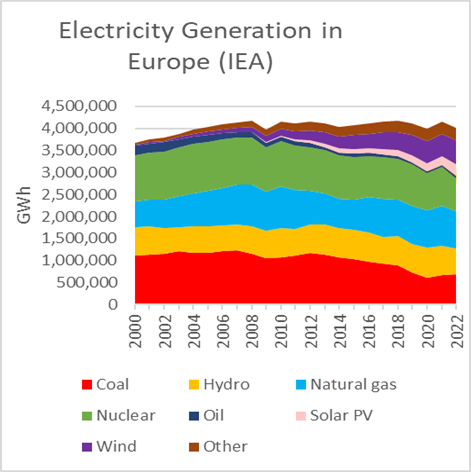 Electricity Generation in
Europe (IEA)
4,500,000
4,000,000
3,500,000
3,000,000
2,500,000
2,000,000
1,500,000
1,000,000
500,000
0
GWh
2000 2002 2004 2006 2008 2010 2012 2014 2016 2018 2020 2022
Coal Hydro Natural gas
Nuclear Oil Solar PV
Wind Other